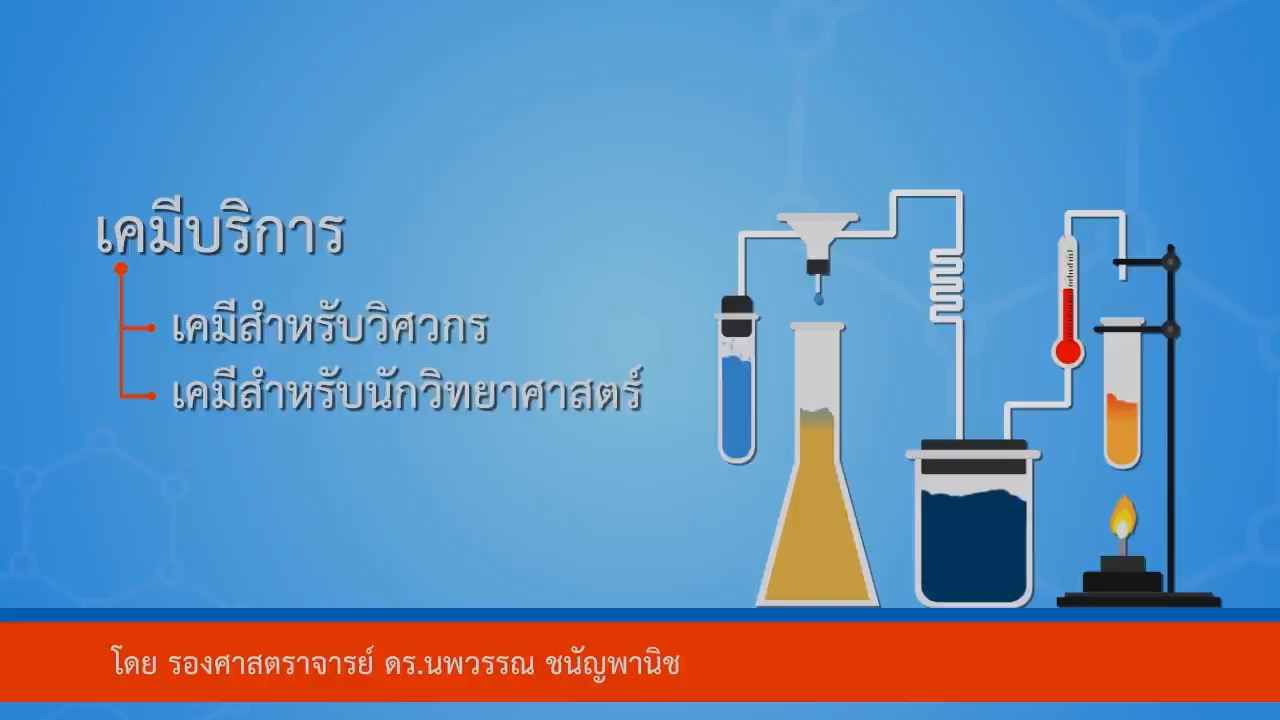 เคมีบริการ
เคมีสำหรับวิศวกร
เคมีสำหรับนักวิทยาศาสตร์
โดย รองศาสตราจารย์ ดร.นพวรรณ ชนัญพานิช